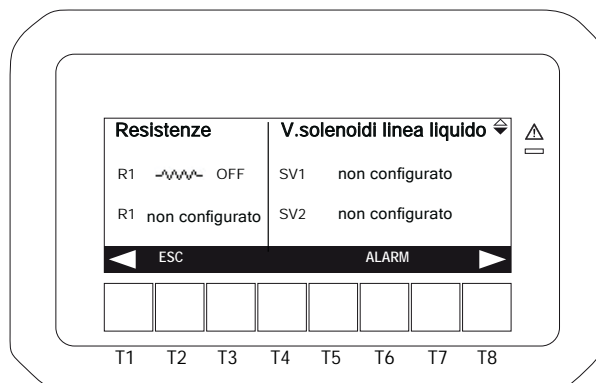 Resistenze
V.solenoidi linea liquido
R1 OFF
SV1 non configurato
R1 non configurato
SV2 non configurato
ESC
ALARM
T1 T2 T3 T4 T5 T6 T7 T8